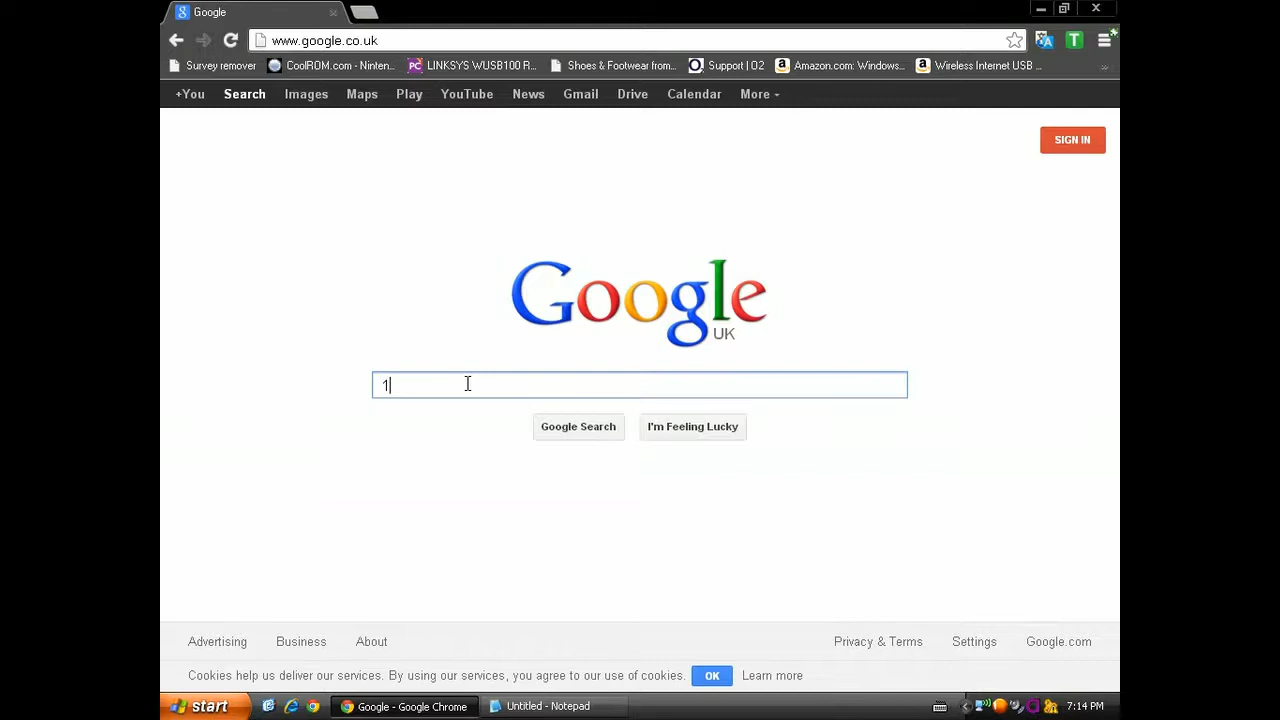 Google
www.google.co.uk
Survey remover CoolROM.com - Ninten... LINKSYS WUSB100 R... Shoes & Footwear from... Support | O2 Amazon.com: Windows... Wireless Internet USB ...
+You Search Images Maps Play YouTube News Gmail Drive Calendar More
SIGN IN
Google
UK
1
Google Search I'm Feeling Lucky
Advertising Business About Privacy & Terms Settings Google.com
Cookies help us deliver our services. By using our services, you agree to our use of cookies. OK Learn more
start Google - Google Chrome Untitled - Notepad 7:14 PM